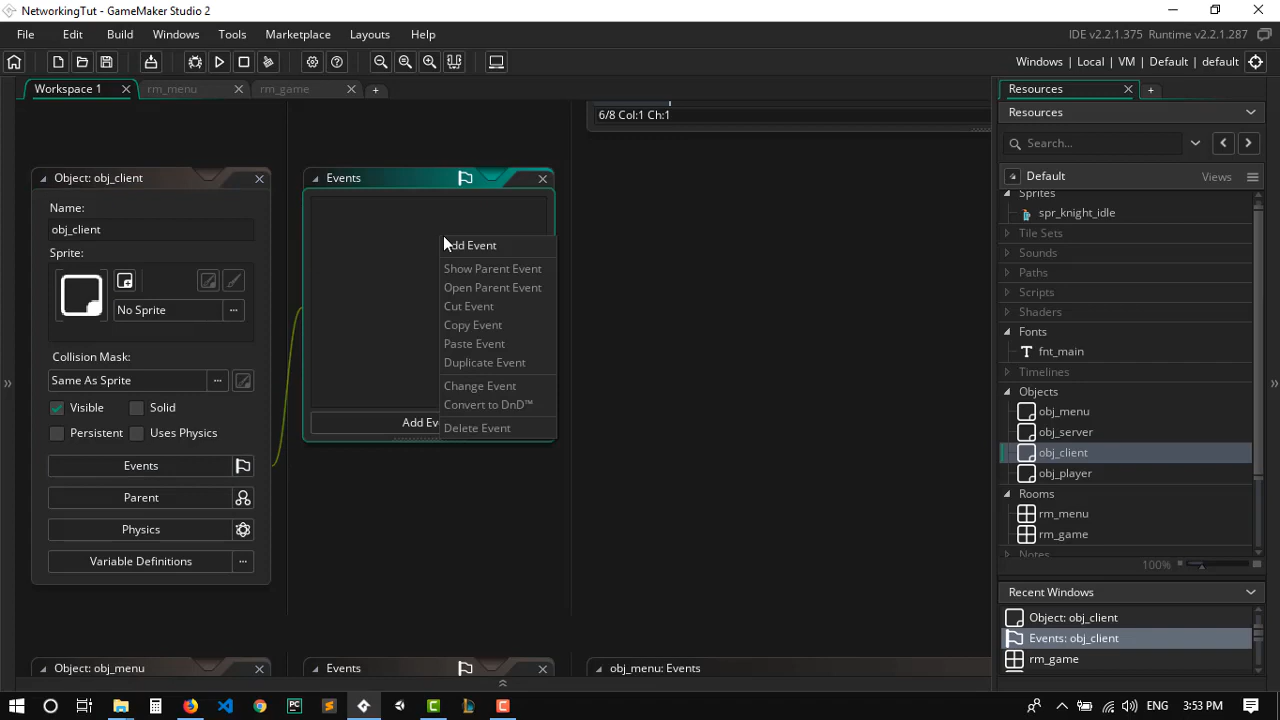 NetworkingTut - GameMaker Studio 2
File Edit Build Windows Tools Marketplace Layouts Help
IDE v2.2.1.375 Runtime v2.2.1.287
Windows | Local | VM | Default | default
Workspace 1 rm_menu rm_game
6/8 Col:1 Ch:1
Object: obj_client
Name:
obj_client
Sprite:
No Sprite
Collision Mask:
Same As Sprite
Visible Solid
Persistent Uses Physics
Events
Parent
Physics
Variable Definitions
Events
Add Event
Show Parent Event
Open Parent Event
Cut Event
Copy Event
Paste Event
Duplicate Event
Change Event
Convert to DnD™
Delete Event
Add Ev
Object: obj_menu
Events
obj_menu: Events
Resources
Resources
Search...
Default Views
Sprites
spr_knight_idle
Tile Sets
Sounds
Paths
Scripts
Shaders
Fonts
fnt_main
Timelines
Objects
obj_menu
obj_server
obj_client
obj_player
Rooms
rm_menu
rm_game
Notes
100%
Recent Windows
Object: obj_client
Events: obj_client
rm_game
ENG 3:53 PM